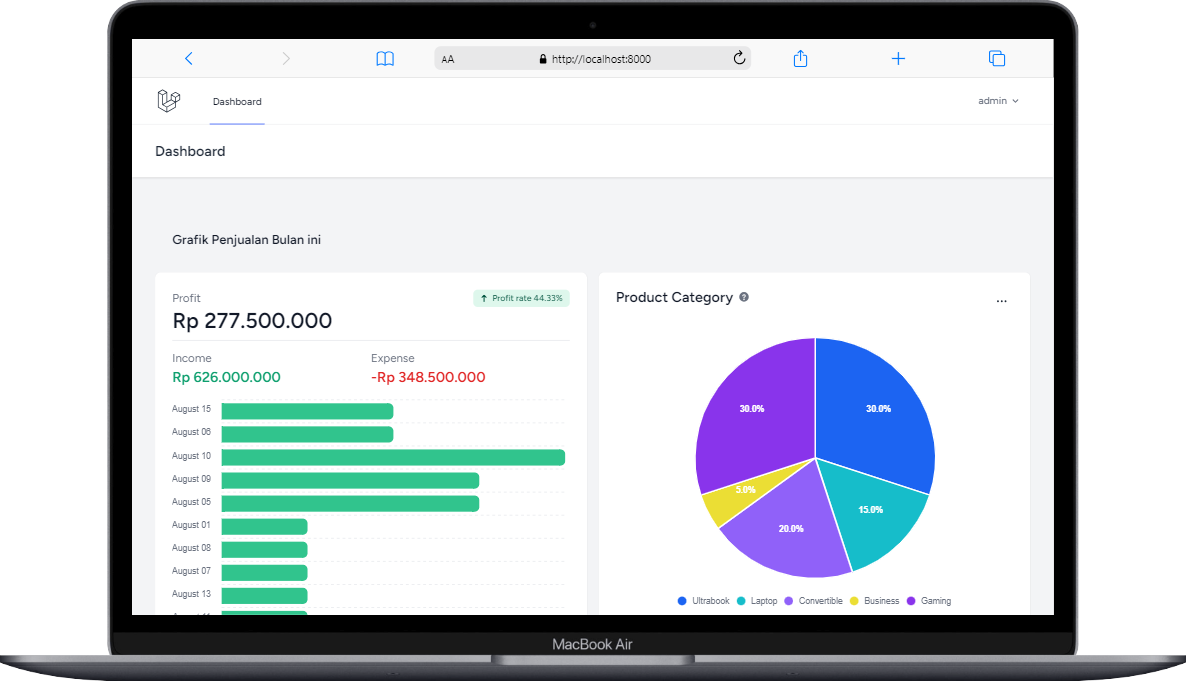 AA http://localhost:8000
Dashboard admin
Dashboard
Grafik Penjualan Bulan ini
Profit
↑ Profit rate 44.33%
Rp 277.500.000
Income Expense
Rp 626.000.000 -Rp 348.500.000
August 15
August 06
August 10
August 09
August 05
August 01
August 08
August 07
August 13
Product Category ?
...
30.0% 30.0%
5.0%
15.0%
20.0%
Ultrabook Laptop Convertible Business Gaming
MacBook Air